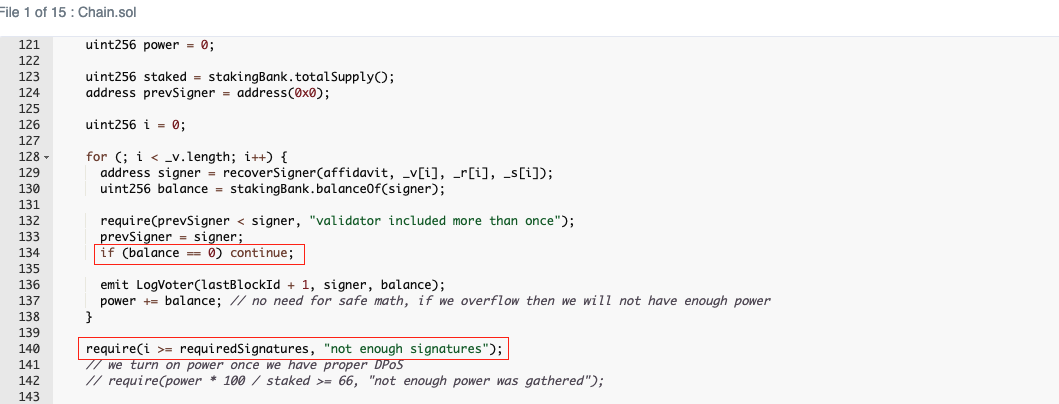 File 1 of 15 : Chain.sol
121 uint256 power = 0;
122
123 uint256 staked = stakingBank.totalSupply();
124 address prevSigner = address(0x0);
125
126 uint256 i = 0;
127
128 for (; i < _v.length; i++) {
129 address signer = recoverSigner(affidavit, _v[i], _r[i], _s[i]);
130 uint256 balance = stakingBank.balanceOf(signer);
131
132 require(prevSigner < signer, "validator included more than once");
133 prevSigner = signer;
134 if (balance == 0) continue;
135
136 emit LogVoter(lastBlockId + 1, signer, balance);
137 power += balance; // no need for safe math, if we overflow then we will not have enough power
138 }
139
140 require(i >= requiredSignatures, "not enough signatures");
141 // we turn on power once we have proper DPoS
142 // require(power * 100 / staked >= 66, "not enough power was gathered");
143